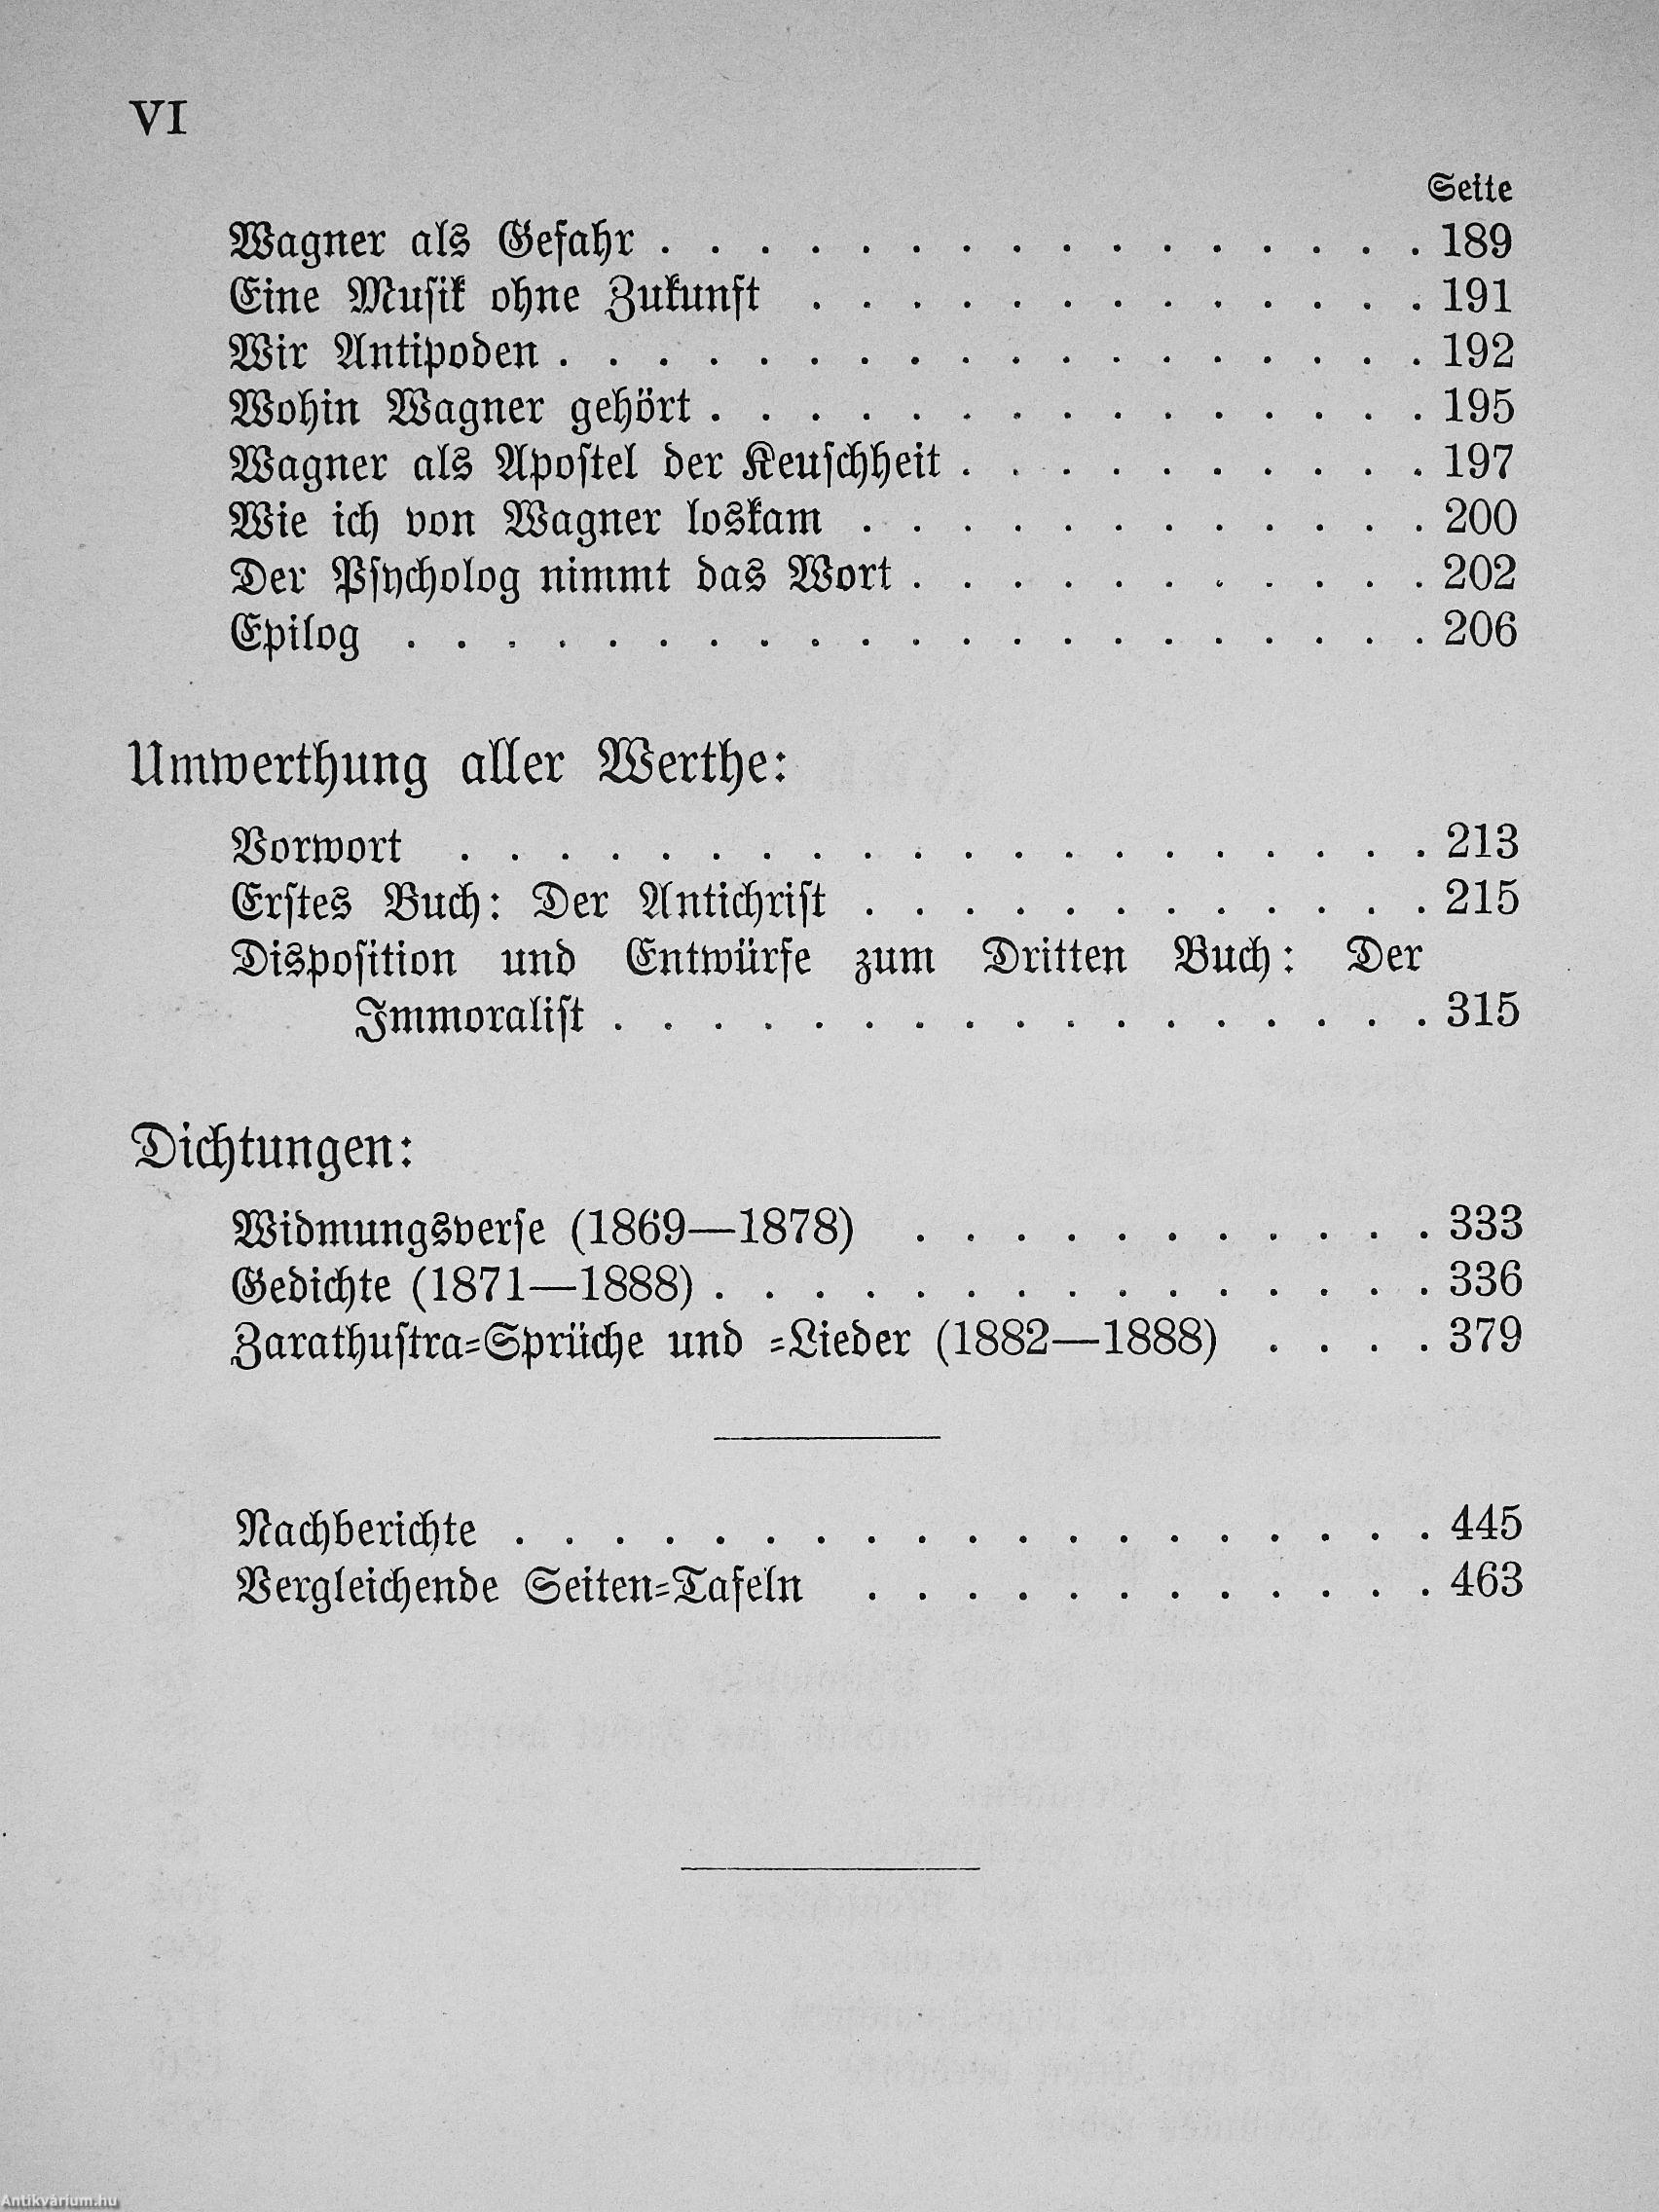 VI
Seite
Wagner als Gefahr . . . . . . . . . . . . . . . . 189
Eine Musik ohne Zukunft . . . . . . . . . . . . . 191
Wir Antipoden . . . . . . . . . . . . . . . . . . 192
Wohin Wagner gehört . . . . . . . . . . . . . . . 195
Wagner als Apostel der Keuschheit . . . . . . . . . . 197
Wie ich von Wagner loskam . . . . . . . . . . . . 200
Der Psycholog nimmt das Wort . . . . . . . . . . . 202
Epilog . . . . . . . . . . . . . . . . . . . . . 206
Umwerthung aller Werthe:
Vorwort . . . . . . . . . . . . . . . . . . . . 213
Erstes Buch: Der Antichrist . . . . . . . . . . . . 215
Disposition und Entwürfe zum Dritten Buch: Der
Immoralist . . . . . . . . . . . . . . . . . 315
Dichtungen:
Widmungsverse (1869—1878) . . . . . . . . . . . 333
Gedichte (1871—1888) . . . . . . . . . . . . . . . 336
Zarathustra-Sprüche und -Lieder (1882—1888) . . . . 379
Nachberichte . . . . . . . . . . . . . . . . . . . 445
Vergleichende Seiten-Tafeln . . . . . . . . . . . . 463
Antikvárium.hu